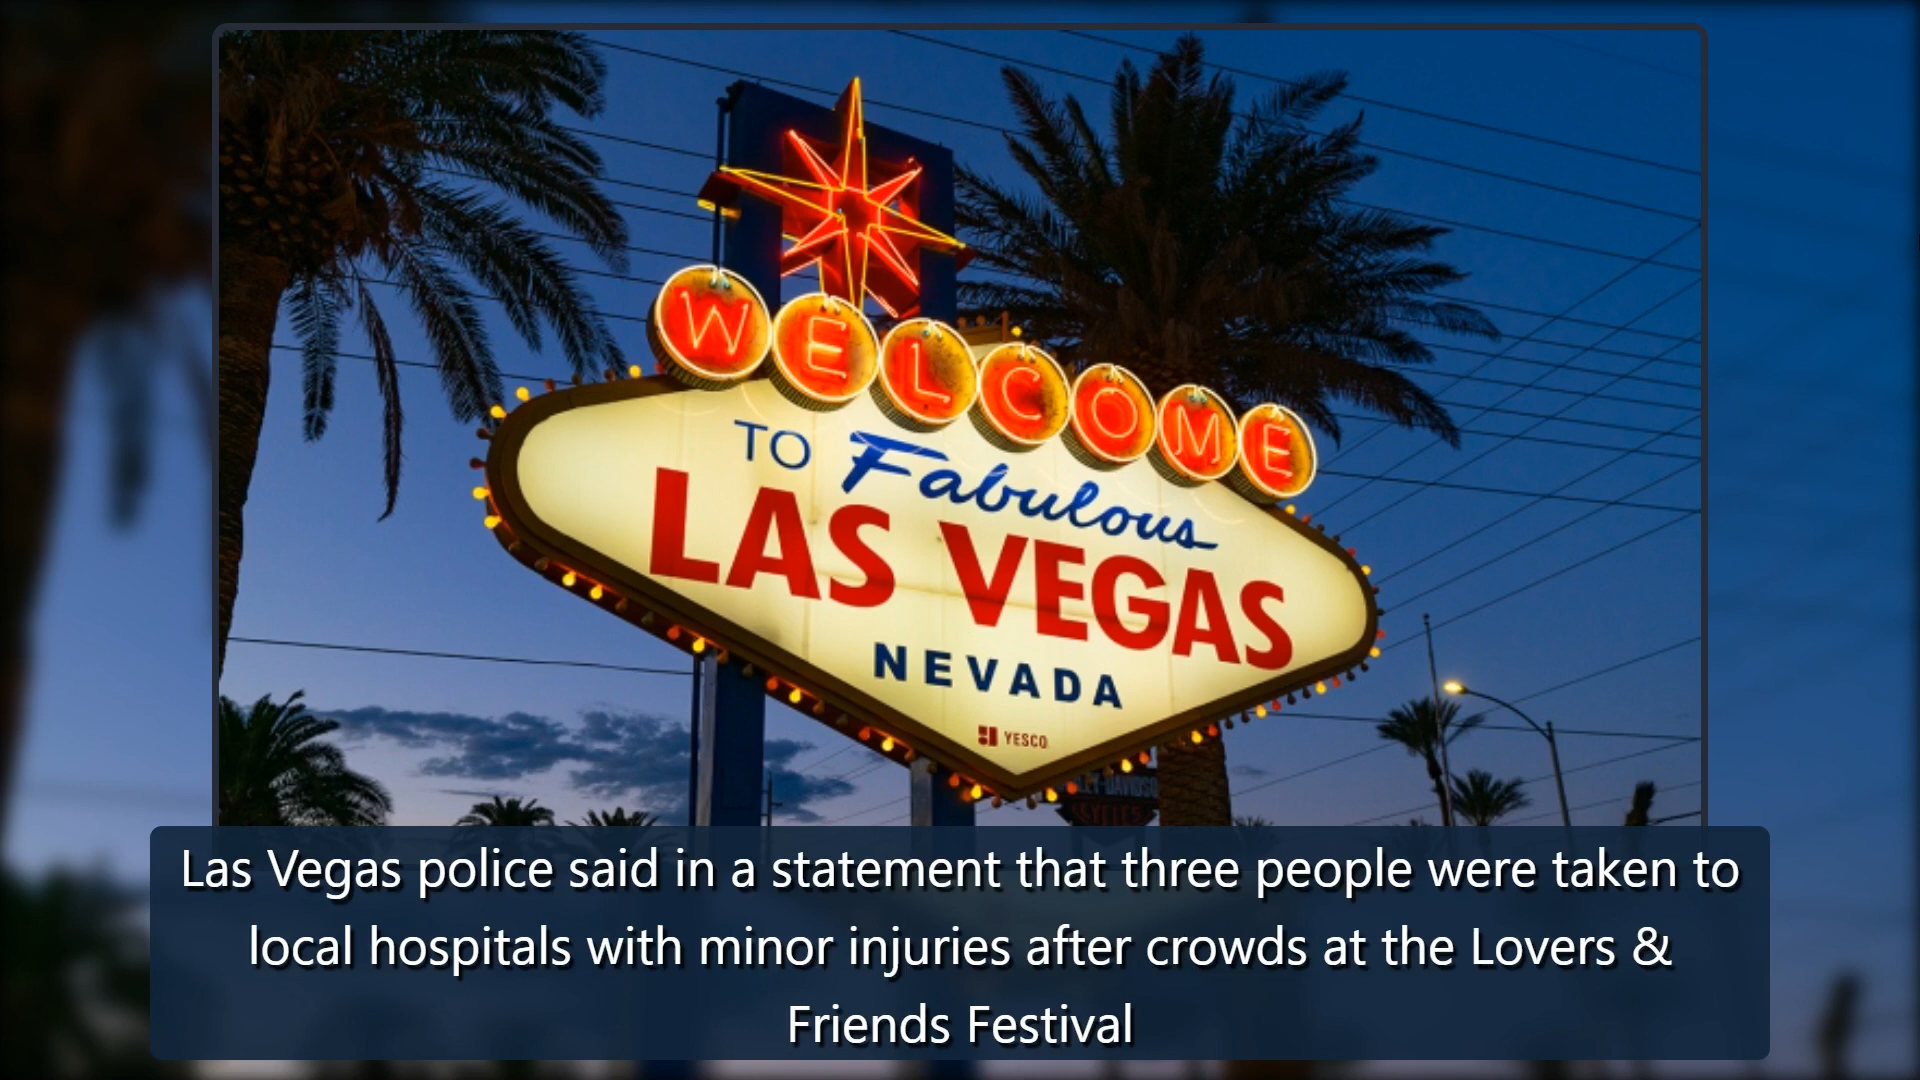 WELCOME
TO Fabulous
LAS VEGAS
NEVADA
YESCO
Las Vegas police said in a statement that three people were taken to
local hospitals with minor injuries after crowds at the Lovers &
Friends Festival